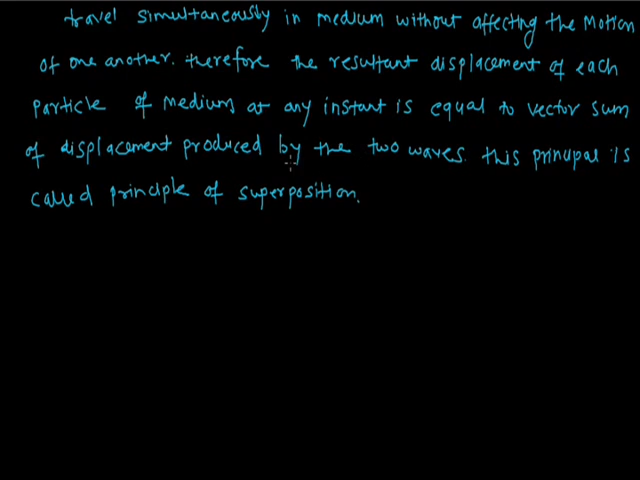 travel simultaneously in medium without affecting the Motion
of one another. therefore the resultant displacement of each
particle of Medium at any instant is equal to vector sum
of displacement produced by the two waves. this principal is
called principle of superposition.